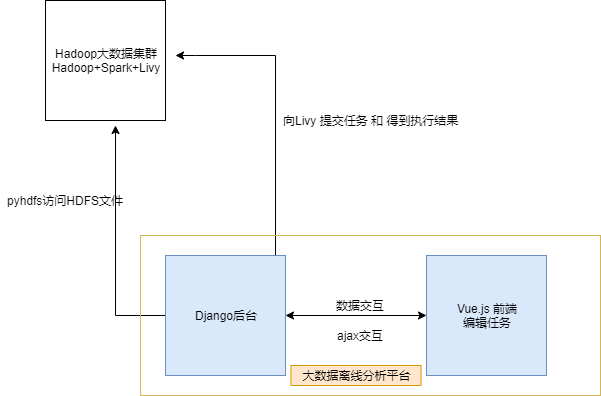 Hadoop大数据集群
Hadoop+Spark+Livy
向Livy 提交任务 和 得到执行结果
pyhdfs访问HDFS文件
Django后台
数据交互
ajax交互
Vue.js 前端
编辑任务
大数据离线分析平台